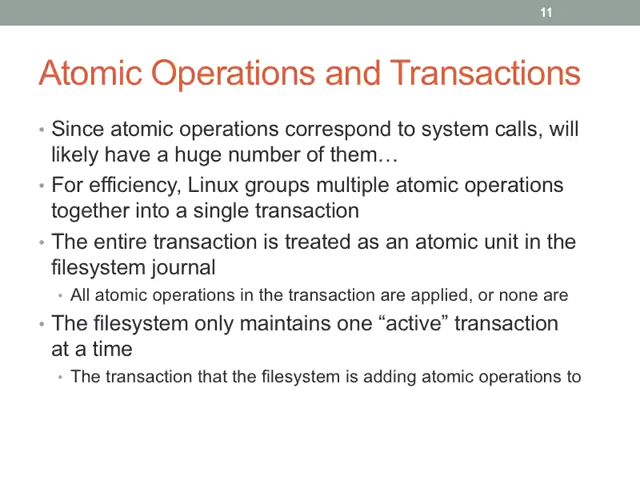 11
Atomic Operations and Transactions
• Since atomic operations correspond to system calls, will
likely have a huge number of them…
• For efficiency, Linux groups multiple atomic operations
together into a single transaction
• The entire transaction is treated as an atomic unit in the
filesystem journal
• All atomic operations in the transaction are applied, or none are
• The filesystem only maintains one “active” transaction
at a time
• The transaction that the filesystem is adding atomic operations to